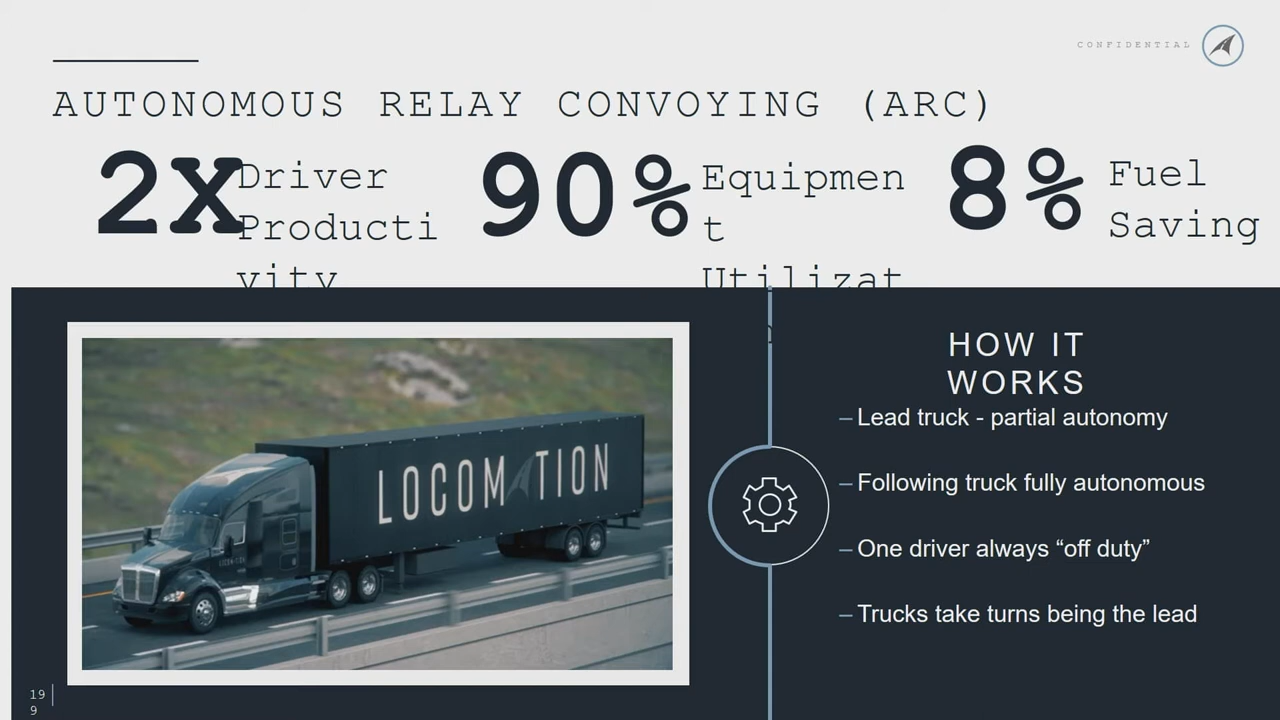 CONFIDENTIAL
AUTONOMOUS RELAY CONVOYING (ARC)
2X
Driver
Producti
vity
90%
Equipmen
t
Utilizat
8%
Fuel
Saving
LOCOM TION
HOW IT
WORKS
– Lead truck - partial autonomy
– Following truck fully autonomous
– One driver always “off duty”
– Trucks take turns being the lead
19
9